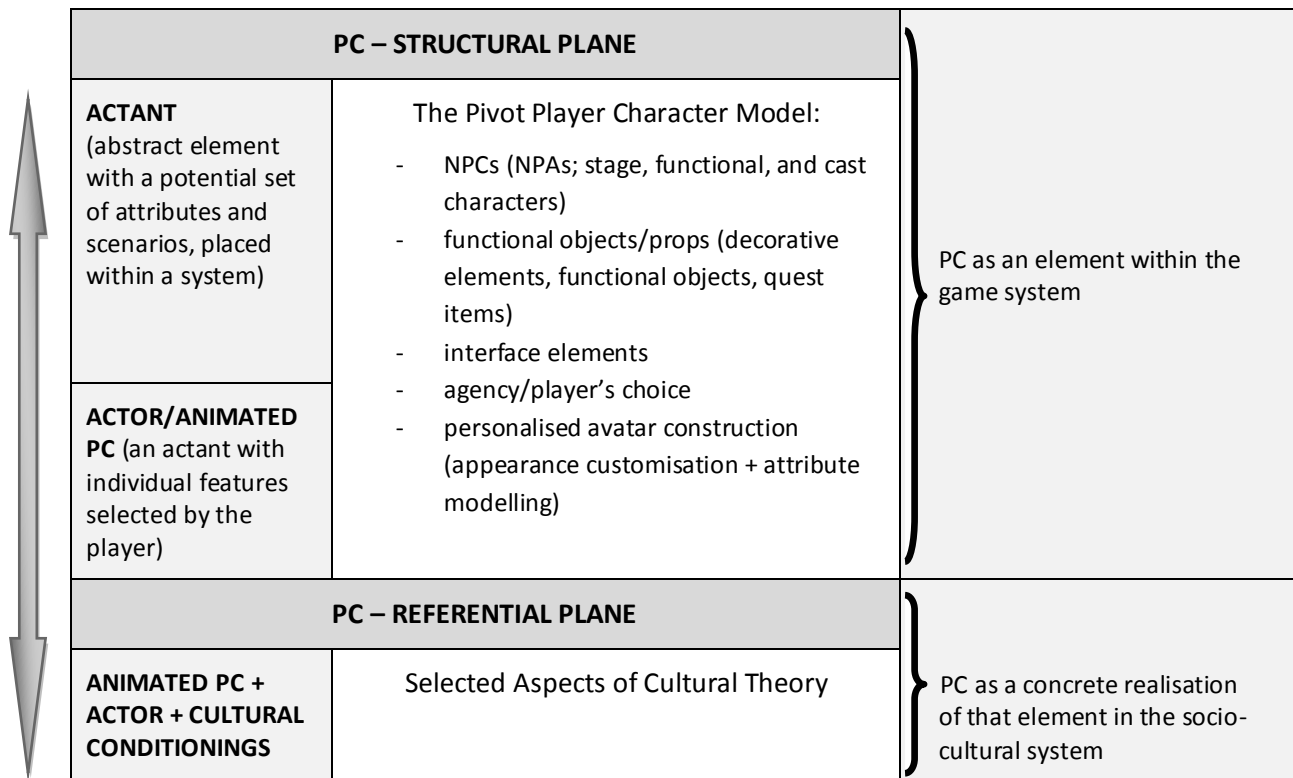 PC – STRUCTURAL PLANE
ACTANT
(abstract element
with a potential set
of attributes and
scenarios, placed
within a system)
ACTOR/ANIMATED
PC (an actant with
individual features
selected by the
player)
The Pivot Player Character Model:
- NPCs (NPAs; stage, functional, and cast
characters)
- functional objects/props (decorative
elements, functional objects, quest
items)
- interface elements
- agency/player’s choice
- personalised avatar construction
(appearance customisation + attribute
modelling)
PC as an element within the
game system
PC – REFERENTIAL PLANE
ANIMATED PC +
ACTOR + CULTURAL
CONDITIONINGS
Selected Aspects of Cultural Theory
PC as a concrete realisation
of that element in the socio-
cultural system